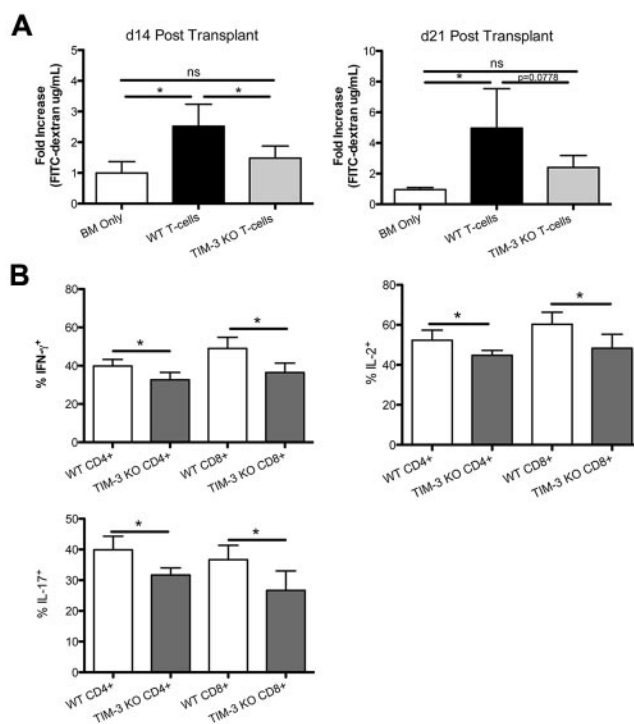 A
d14 Post Transplant
Fold Increase
(FITC-dextran ug/mL)
5
4
3
2
1
0
ns
*
*
BM Only
WT T-cells
TIM-3 KO T-cells
d21 Post Transplant
Fold Increase
(FITC-dextran ug/mL)
10
8
6
4
2
0
ns
*
p=0.0778
BM Only
WT T-cells
TIM-3 KO T-cells
B
% IFN-γ+
80
60
40
20
0
*
*
WT CD4+
TIM-3 KO CD4+
WT CD8+
TIM-3 KO CD8+
% IL-2+
80
60
40
20
0
*
*
WT CD4+
TIM-3 KO CD4+
WT CD8+
TIM-3 KO CD8+
% IL-17+
50
40
30
20
10
0
*
*
WT CD4+
TIM-3 KO CD4+
WT CD8+
TIM-3 KO CD8+